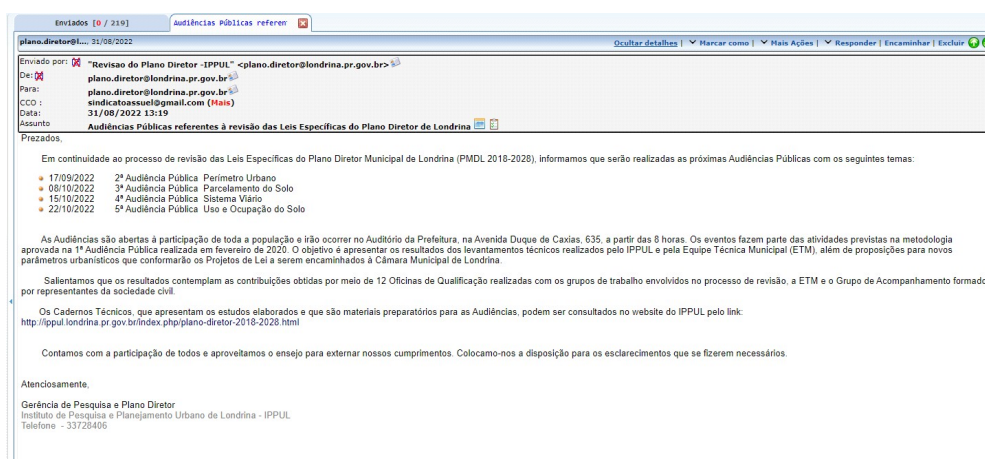 Enviados [0 / 219]
Audiências Públicas referen
plano.diretor@l..., 31/08/2022
Ocultar detalhes | Marcar como | Mais Ações | Responder | Encaminhar | Excluir
Enviado por: "Revisao do Plano Diretor -IPPUL" <plano.diretor@londrina.pr.gov.br>
De: plano.diretor@londrina.pr.gov.br
Para: plano.diretor@londrina.pr.gov.br
CCO : sindicatoassuel@gmail.com (Mais)
Data: 31/08/2022 13:19
Assunto Audiências Públicas referentes à revisão das Leis Específicas do Plano Diretor de Londrina
Prezados,
Em continuidade ao processo de revisão das Leis Específicas do Plano Diretor Municipal de Londrina (PMDL 2018-2028), informamos que serão realizadas as próximas Audiências Públicas com os seguintes temas:
17/09/2022 2ª Audiência Pública Perímetro Urbano
08/10/2022 3ª Audiência Pública Parcelamento do Solo
15/10/2022 4ª Audiência Pública Sistema Viário
22/10/2022 5ª Audiência Pública Uso e Ocupação do Solo
As Audiências são abertas à participação de toda a população e irão ocorrer no Auditório da Prefeitura, na Avenida Duque de Caxias, 635, a partir das 8 horas. Os eventos fazem parte das atividades previstas na metodologia
aprovada na 1ª Audiência Pública realizada em fevereiro de 2020. O objetivo é apresentar os resultados dos levantamentos técnicos realizados pelo IPPUL e pela Equipe Técnica Municipal (ETM), além de proposições para novos
parâmetros urbanísticos que conformarão os Projetos de Lei a serem encaminhados à Câmara Municipal de Londrina.
Salientamos que os resultados contemplam as contribuições obtidas por meio de 12 Oficinas de Qualificação realizadas com os grupos de trabalho envolvidos no processo de revisão, a ETM e o Grupo de Acompanhamento formado
por representantes da sociedade civil.
Os Cadernos Técnicos, que apresentam os estudos elaborados e que são materiais preparatórios para as Audiências, podem ser consultados no website do IPPUL pelo link:
http://ippul.londrina.pr.gov.br/index.php/plano-diretor-2018-2028.html
Contamos com a participação de todos e aproveitamos o ensejo para externar nossos cumprimentos. Colocamo-nos a disposição para os esclarecimentos que se fizerem necessários.
Atenciosamente,
Gerência de Pesquisa e Plano Diretor
Instituto de Pesquisa e Planejamento Urbano de Londrina - IPPUL
Telefone - 33728406